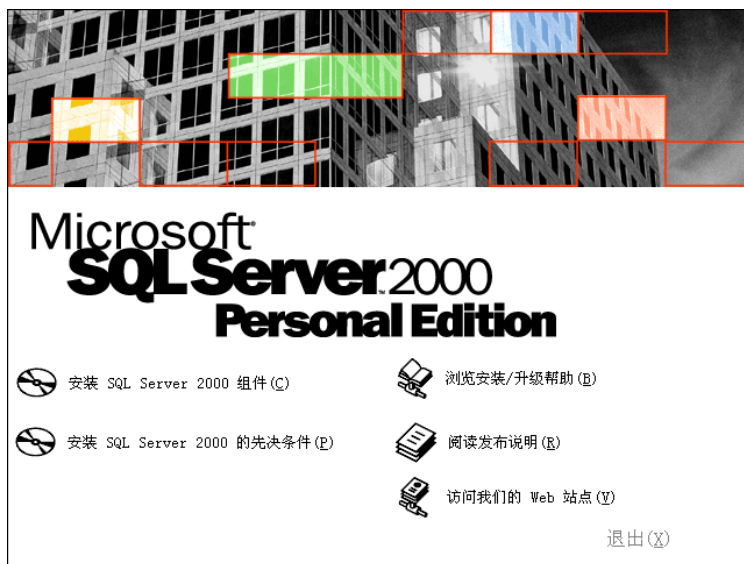 Microsoft®
SQL Server™ 2000
Personal Edition
安装 SQL Server 2000 组件(C)
浏览安装/升级帮助(B)
安装 SQL Server 2000 的先决条件(P)
阅读发布说明(R)
访问我们的 Web 站点(V)
退出(X)